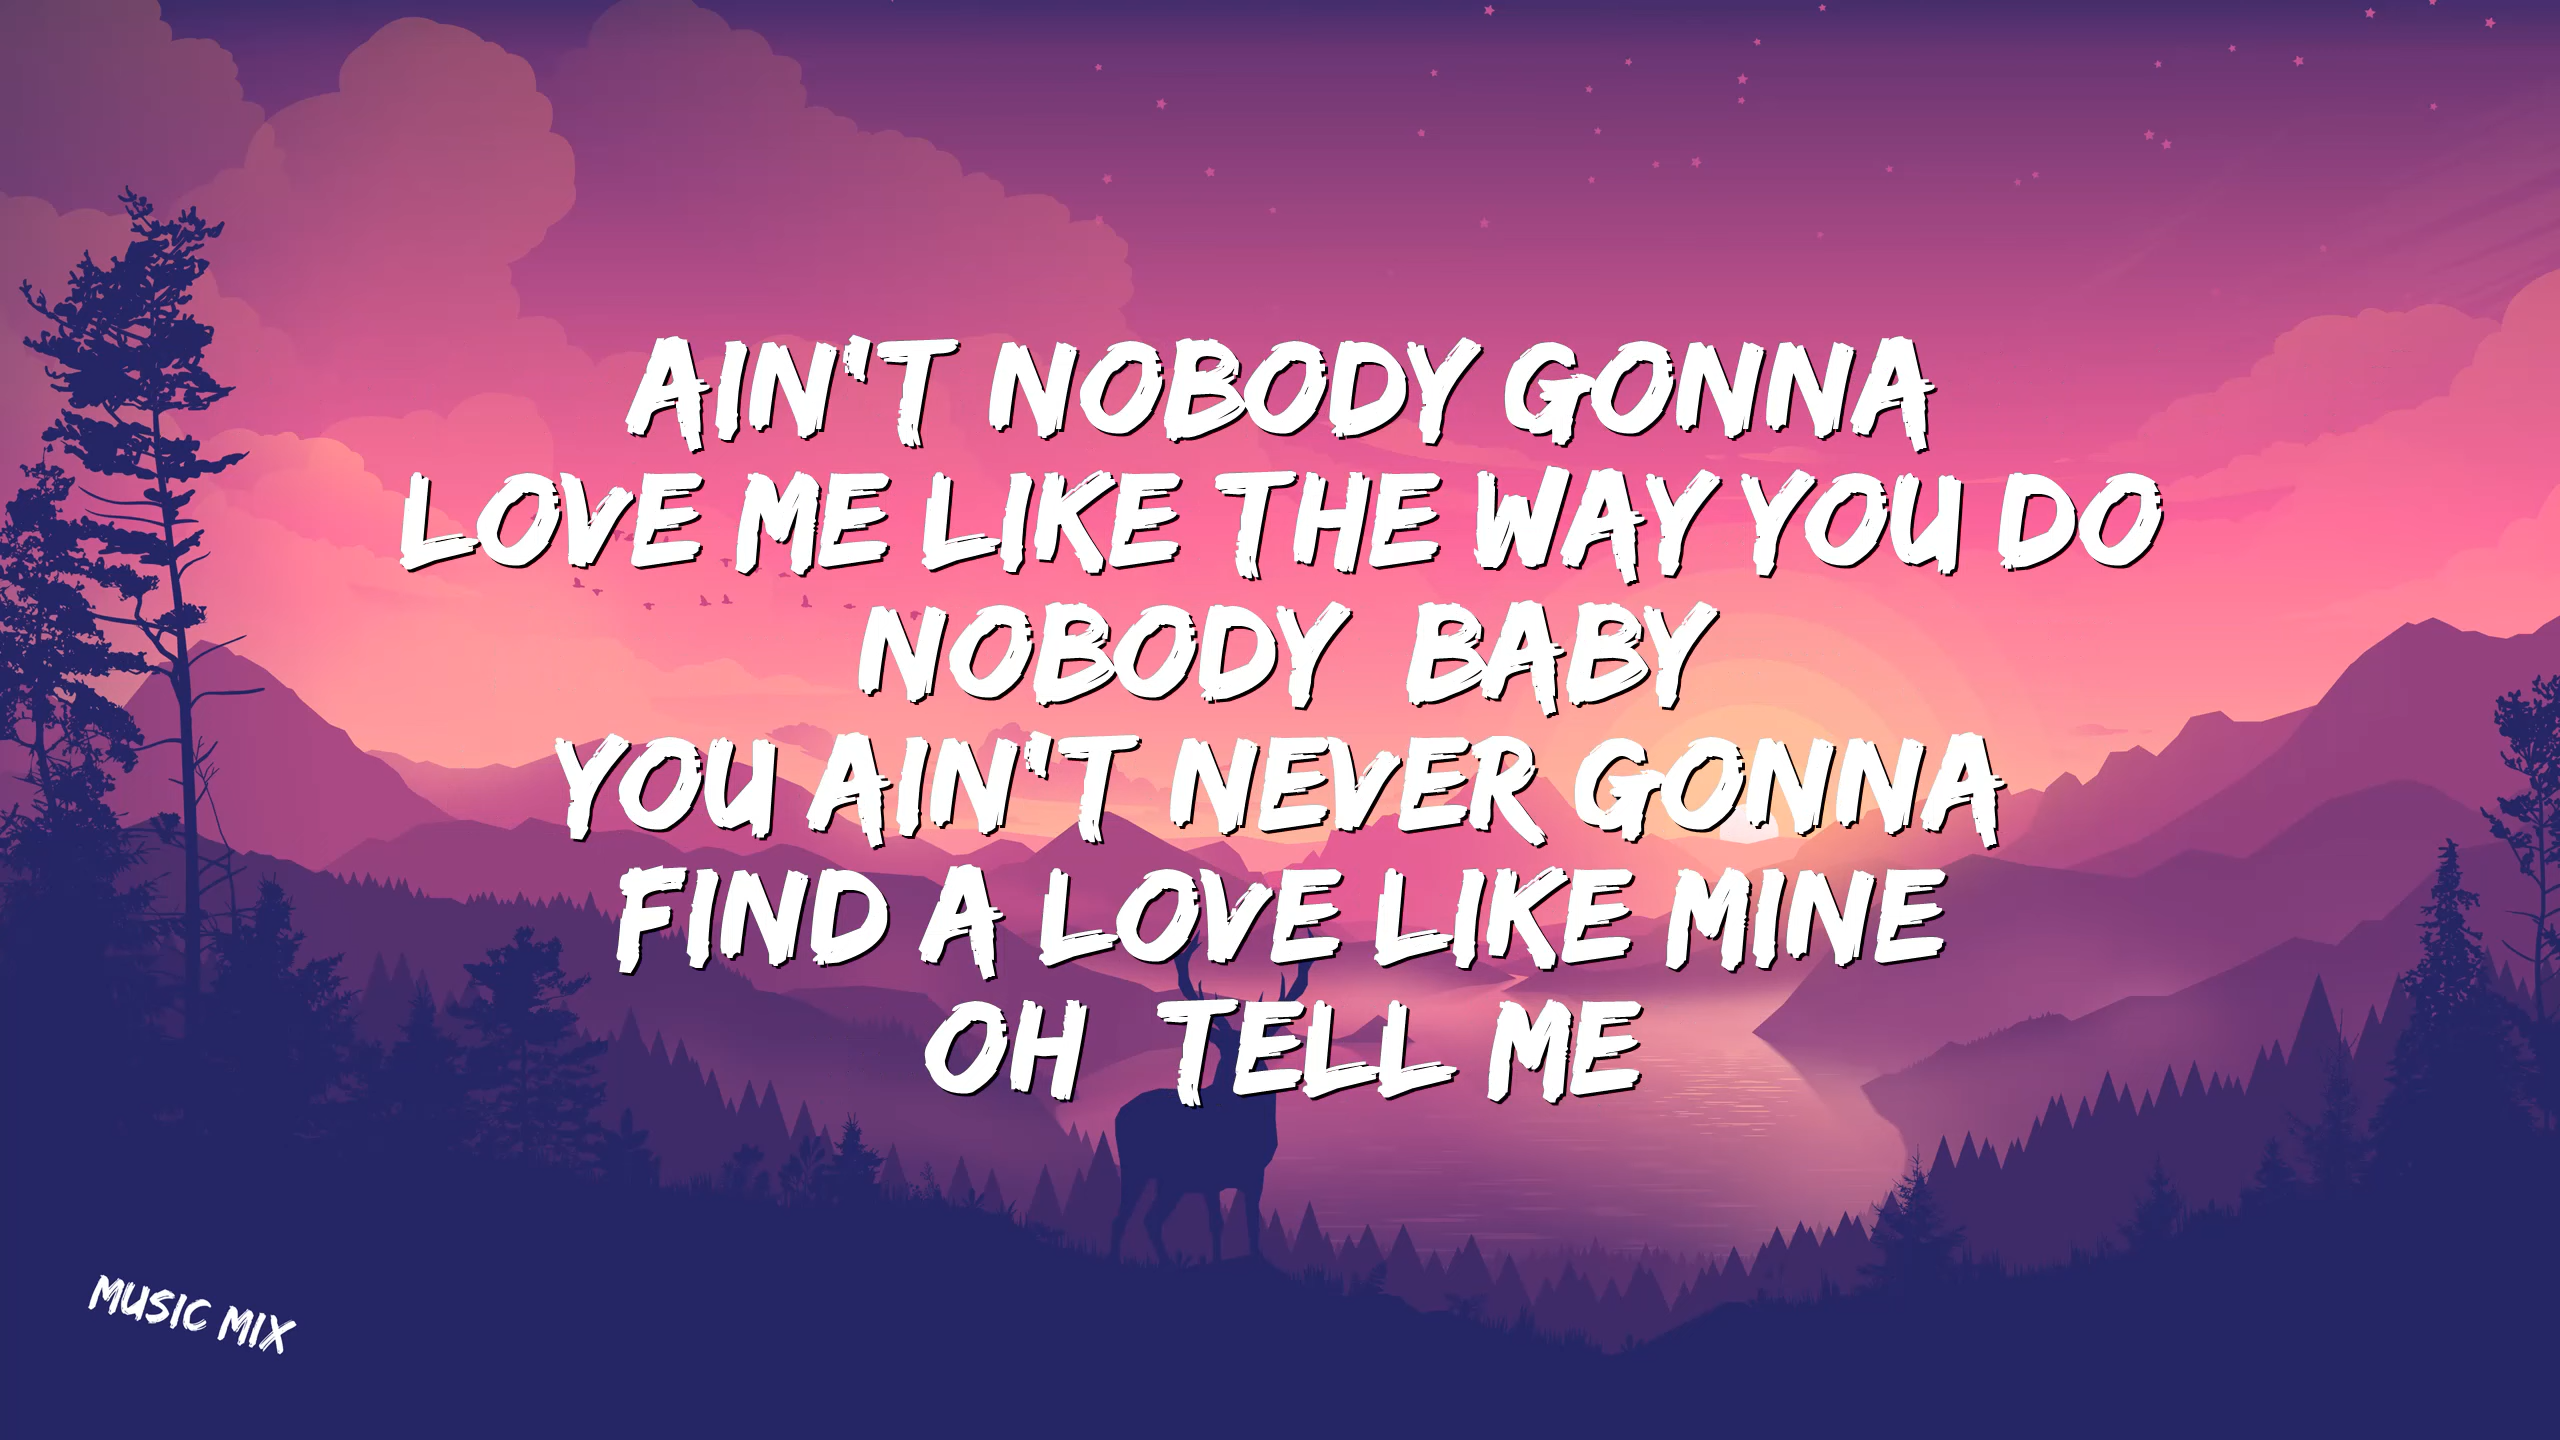 AIN'T NOBODY GONNA
LOVE ME LIKE THE WAY YOU DO
NOBODY BABY
YOU AIN'T NEVER GONNA
FIND A LOVE LIKE MINE
OH TELL ME
MUSIC MIX